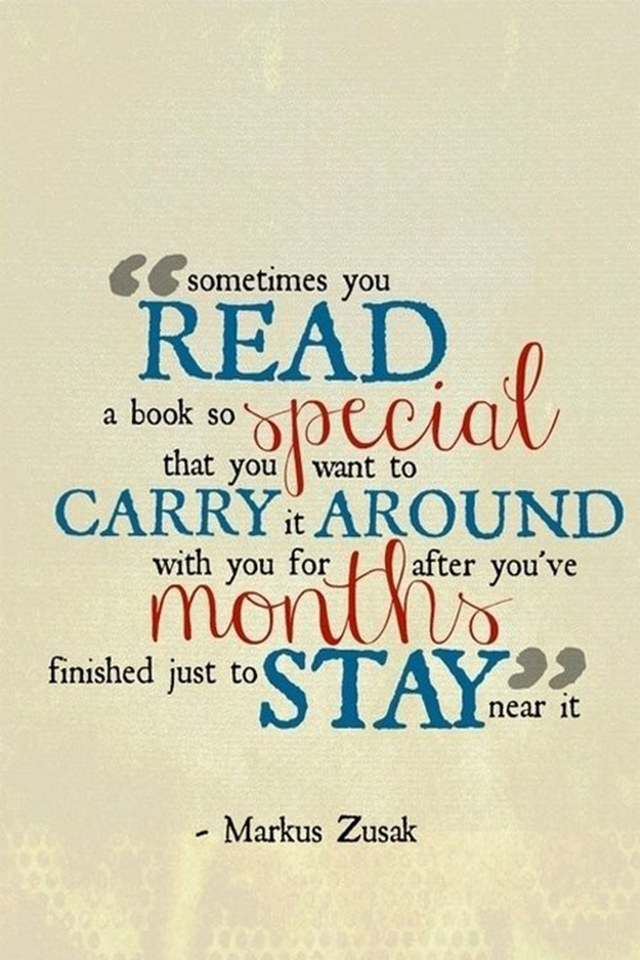 “sometimes you
READ
a book so special
that you want to
CARRY it AROUND
with you for months after you've
finished just to STAY”
near it
- Markus Zusak